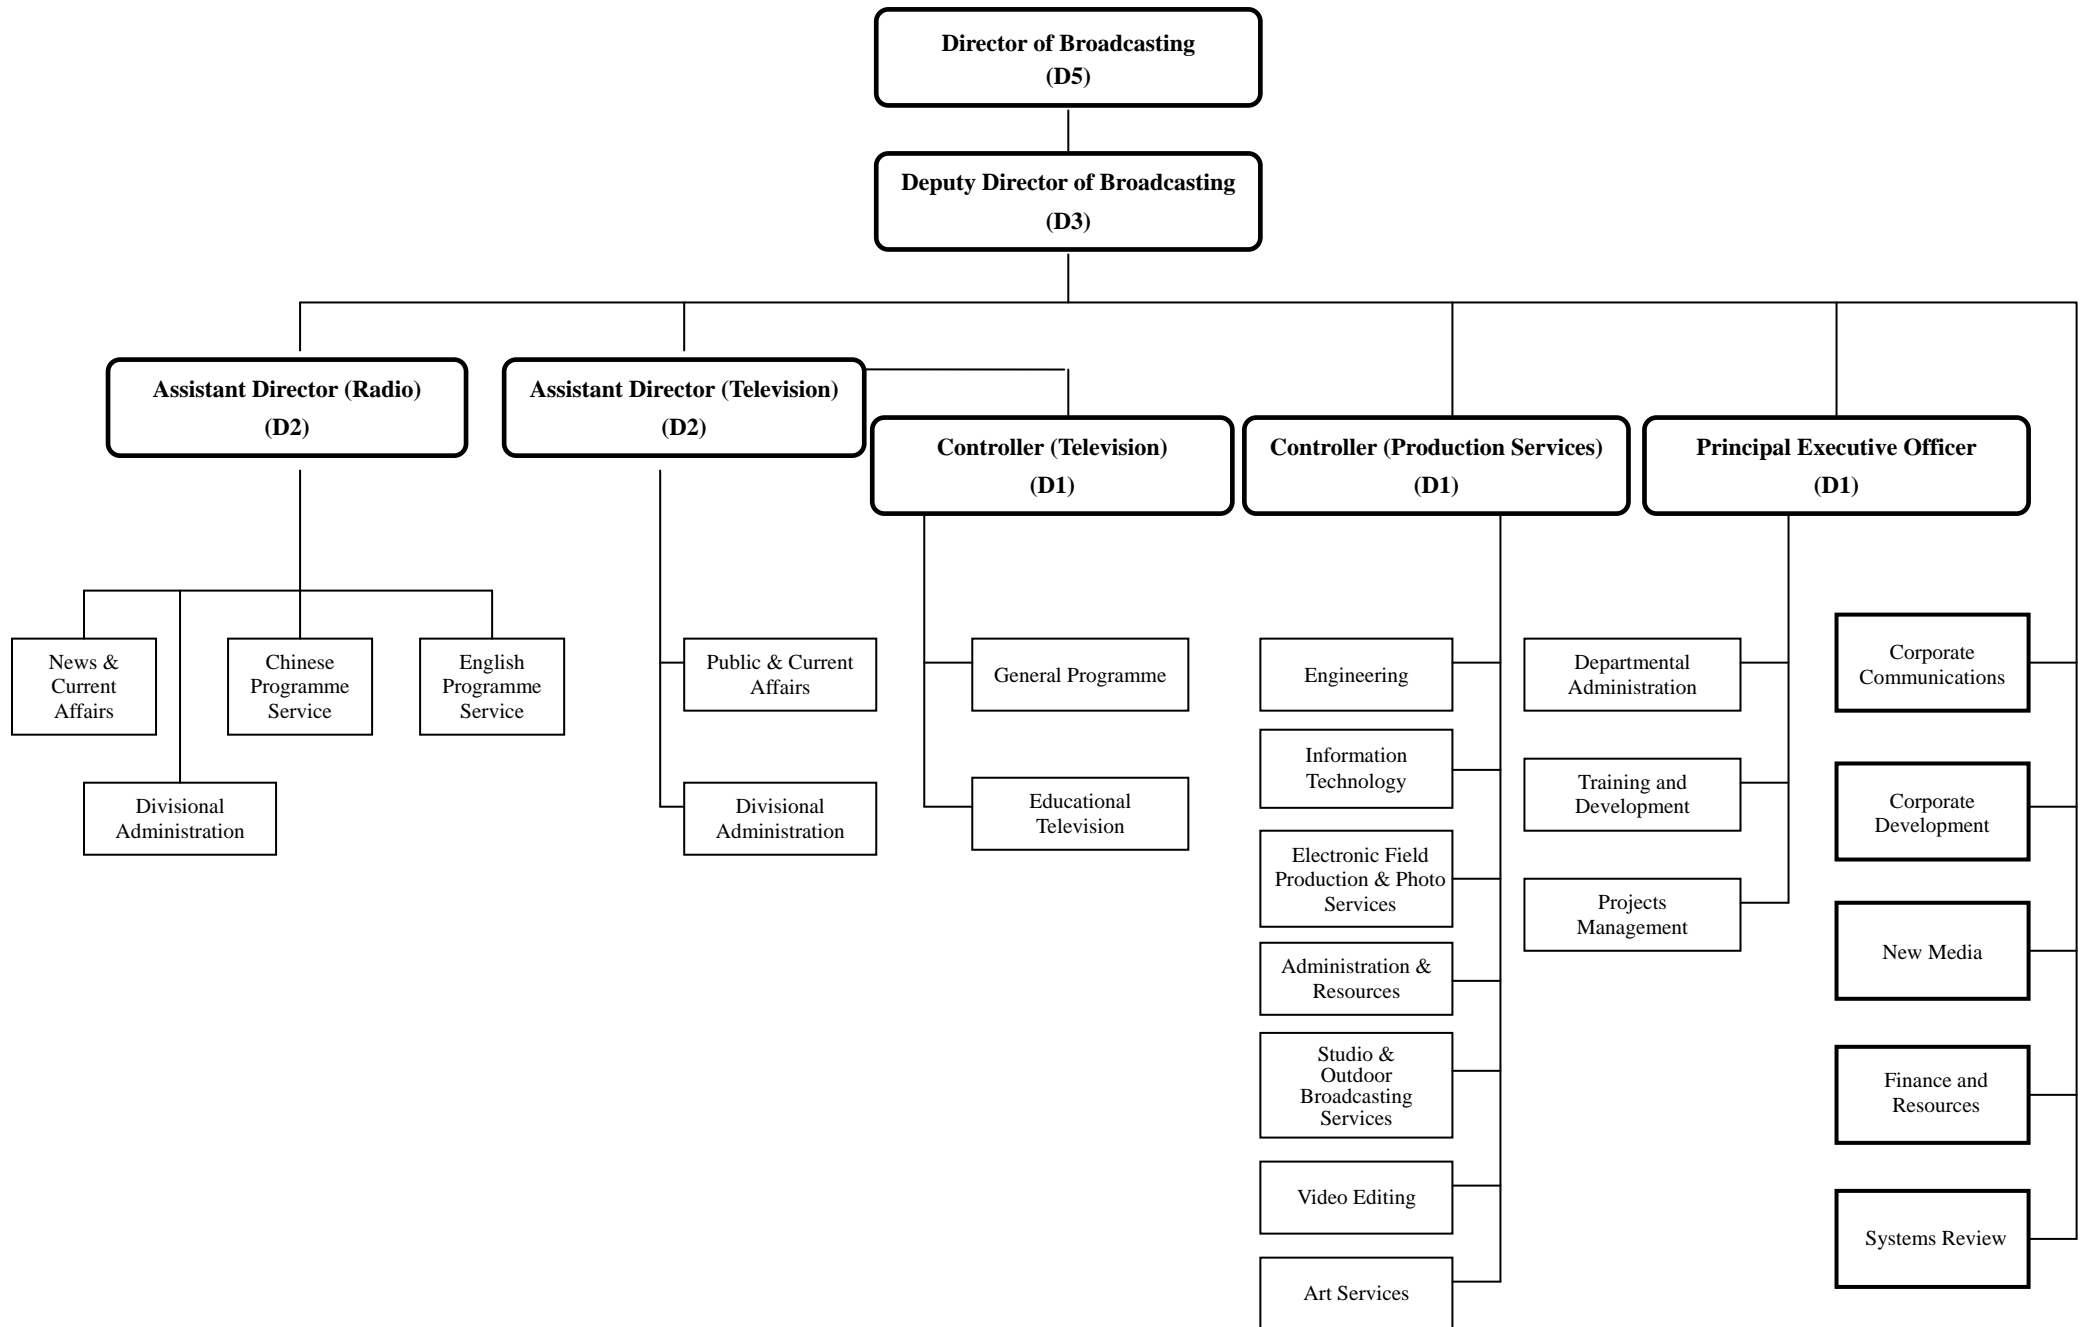 Director of Broadcasting
(D5)
Deputy Director of Broadcasting
(D3)
Assistant Director (Radio)
(D2)
Assistant Director (Television)
(D2)
Controller (Television)
(D1)
Controller (Production Services)
(D1)
Principal Executive Officer
(D1)
News &
Current
Affairs
Chinese
Programme
Service
English
Programme
Service
Divisional
Administration
Public & Current
Affairs
Divisional
Administration
General Programme
Educational
Television
Engineering
Information
Technology
Electronic Field
Production & Photo
Services
Administration &
Resources
Studio &
Outdoor
Broadcasting
Services
Video Editing
Art Services
Departmental
Administration
Training and
Development
Projects
Management
Corporate
Communications
Corporate
Development
New Media
Finance and
Resources
Systems Review